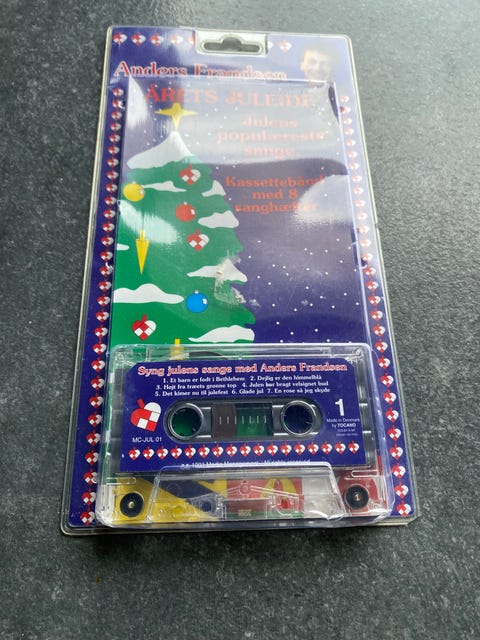 Anders Frandsen
ÅRETS JULEIDE
Julens
populæreste
sange.
Kassettebånd
med 8
sanghæfter
Syng julens sange med Anders Frandsen
1. Et barn er født i Bethlehem 2. Dejlig er den himmelblå
3. Højt fra træets grønne top 4. Julen har bragt velsignet bud
5. Det kimer nu til julefest 6. Glade jul 7. En rose så jeg skyde
1
MC-JUL 01
Made in Denmark
by TOCANO
1991